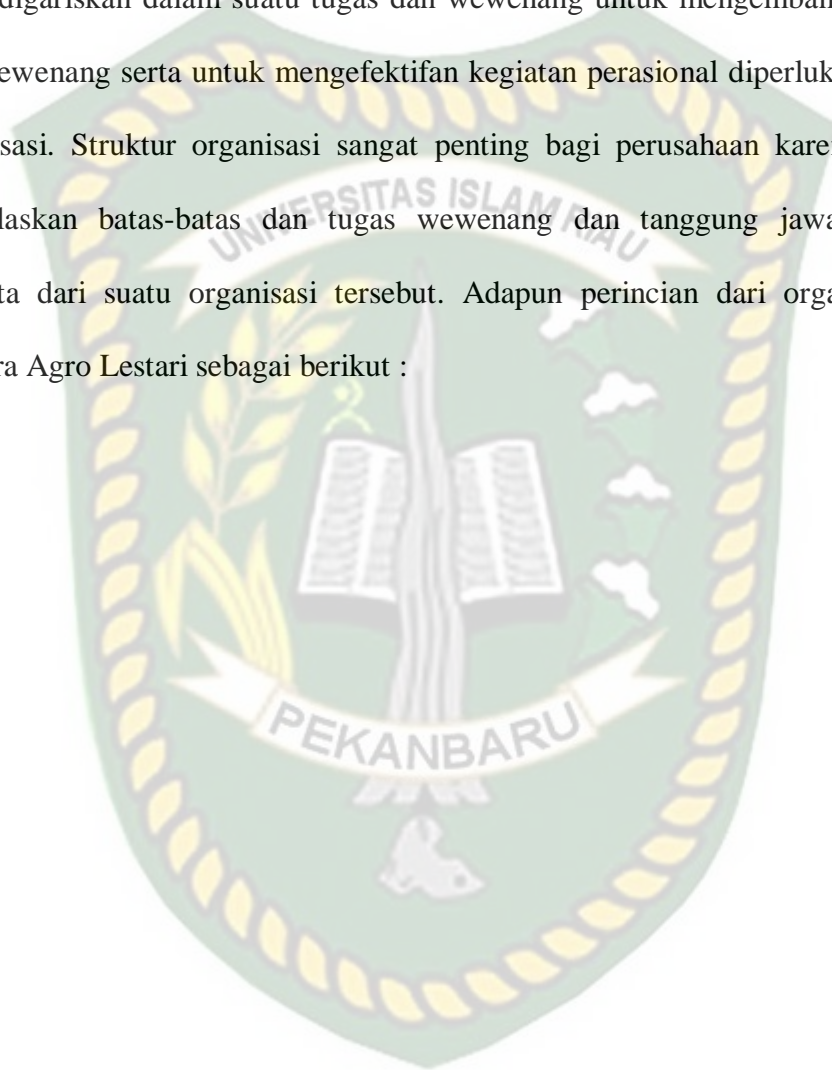 digariskan dalam suatu tugas dan wewenang untuk mengemban
ewenang serta untuk mengefektifan kegiatan perasional diperluk
sasi. Struktur organisasi sangat penting bagi perusahaan kare
laskan batas-batas dan tugas wewenang dan tanggung jawa
ta dari suatu organisasi tersebut. Adapun perincian dari orga
ra Agro Lestari sebagai berikut :
UNIVERSITAS ISLAM RIAU
PEKANBARU